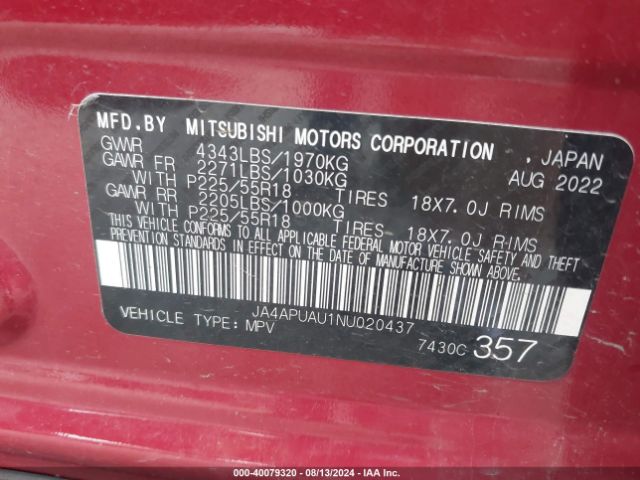 MFD.BY MITSUBISHI MOTORS CORPORATION , JAPAN
GVWR 4343LBS/1970KG AUG 2022
GAWR FR 2271LBS/1030KG
WITH P225/55R18 TIRES 18X7.0J RIMS
GAWR RR 2205LBS/1000KG
WITH P225/55R18 TIRES 18X7.0J RIMS
THIS VEHICLE CONFORMS TO ALL APPLICABLE FEDERAL MOTOR VEHICLE SAFETY AND THEFT
PREVENTION STANDARDS IN EFFECT ON THE DATE OF MANUFACTURE SHOWN ABOVE.
JA4APUAU1NU020437
VEHICLE TYPE: MPV 7430C 357
40-40079320 - 08/13/2024 - IAA Inc.